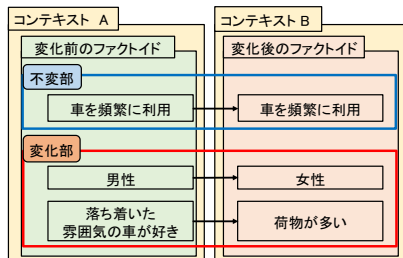 コンテキスト A
コンテキスト B
変化前のファクトイド
変化後のファクトイド
不変部
車を頻繁に利用
車を頻繁に利用
変化部
男性
女性
落ち着いた
雰囲気の車が好き
荷物が多い